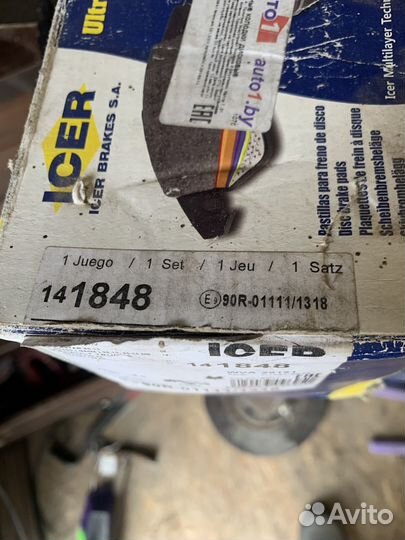 Ultr
ICER
ICER BRAKES S.A.
auto1.by
EAC
Icer Multilayer Tech
Pastillas para freno de disco
Disc brake pads
Plaquettes de frein à disque
Scheibenbremsbeläge
1 Juego / 1 Set / 1 Jeu / 1 Satz
141848 E9 90R-01111/1318
ICER
141848
Avito